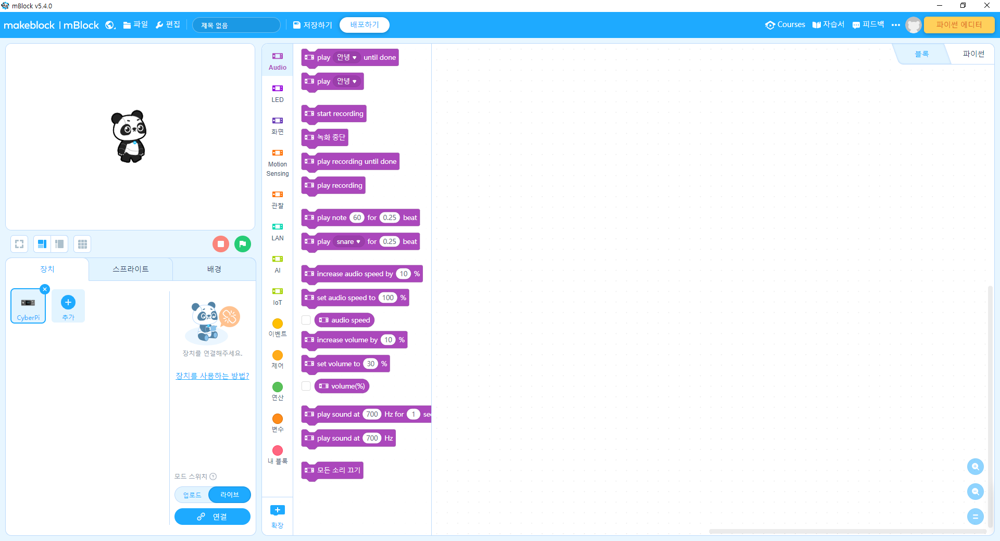 mBlock v5.4.0
makeblock | mBlock 파일 편집 제목 없음 저장하기 배포하기 Courses 자습서 피드백 파이썬 에디터
블록 파이썬
장치 스프라이트 배경
CyberPi
추가
장치를 연결해주세요.
장치를 사용하는 방법?
모드 스위치 ?
업로드 라이브
연결
Audio
LED
화면
Motion
Sensing
관찰
LAN
AI
IoT
이벤트
제어
연산
변수
내 블록
확장
play 안녕 until done
play 안녕
start recording
녹화 중단
play recording until done
play recording
play note 60 for 0.25 beat
play snare for 0.25 beat
increase audio speed by 10 %
set audio speed to 100 %
audio speed
increase volume by 10 %
set volume to 30 %
volume(%)
play sound at 700 Hz for 1 sec
play sound at 700 Hz
모든 소리 끄기